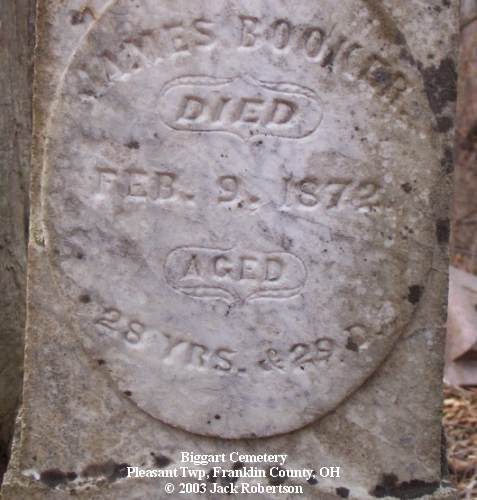 JAMES BOOKER
DIED
FEB. 9, 1872
AGED
28 YRS. & 29 D.
Biggart Cemetery
Pleasant Twp, Franklin County, OH
© 2003 Jack Robertson